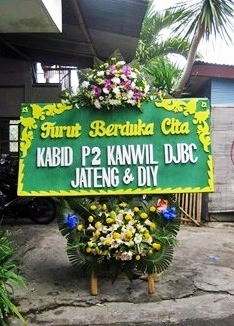 Turut Berduka Cita
KABID P2 KANWIL DJBC
JATENG & DIY